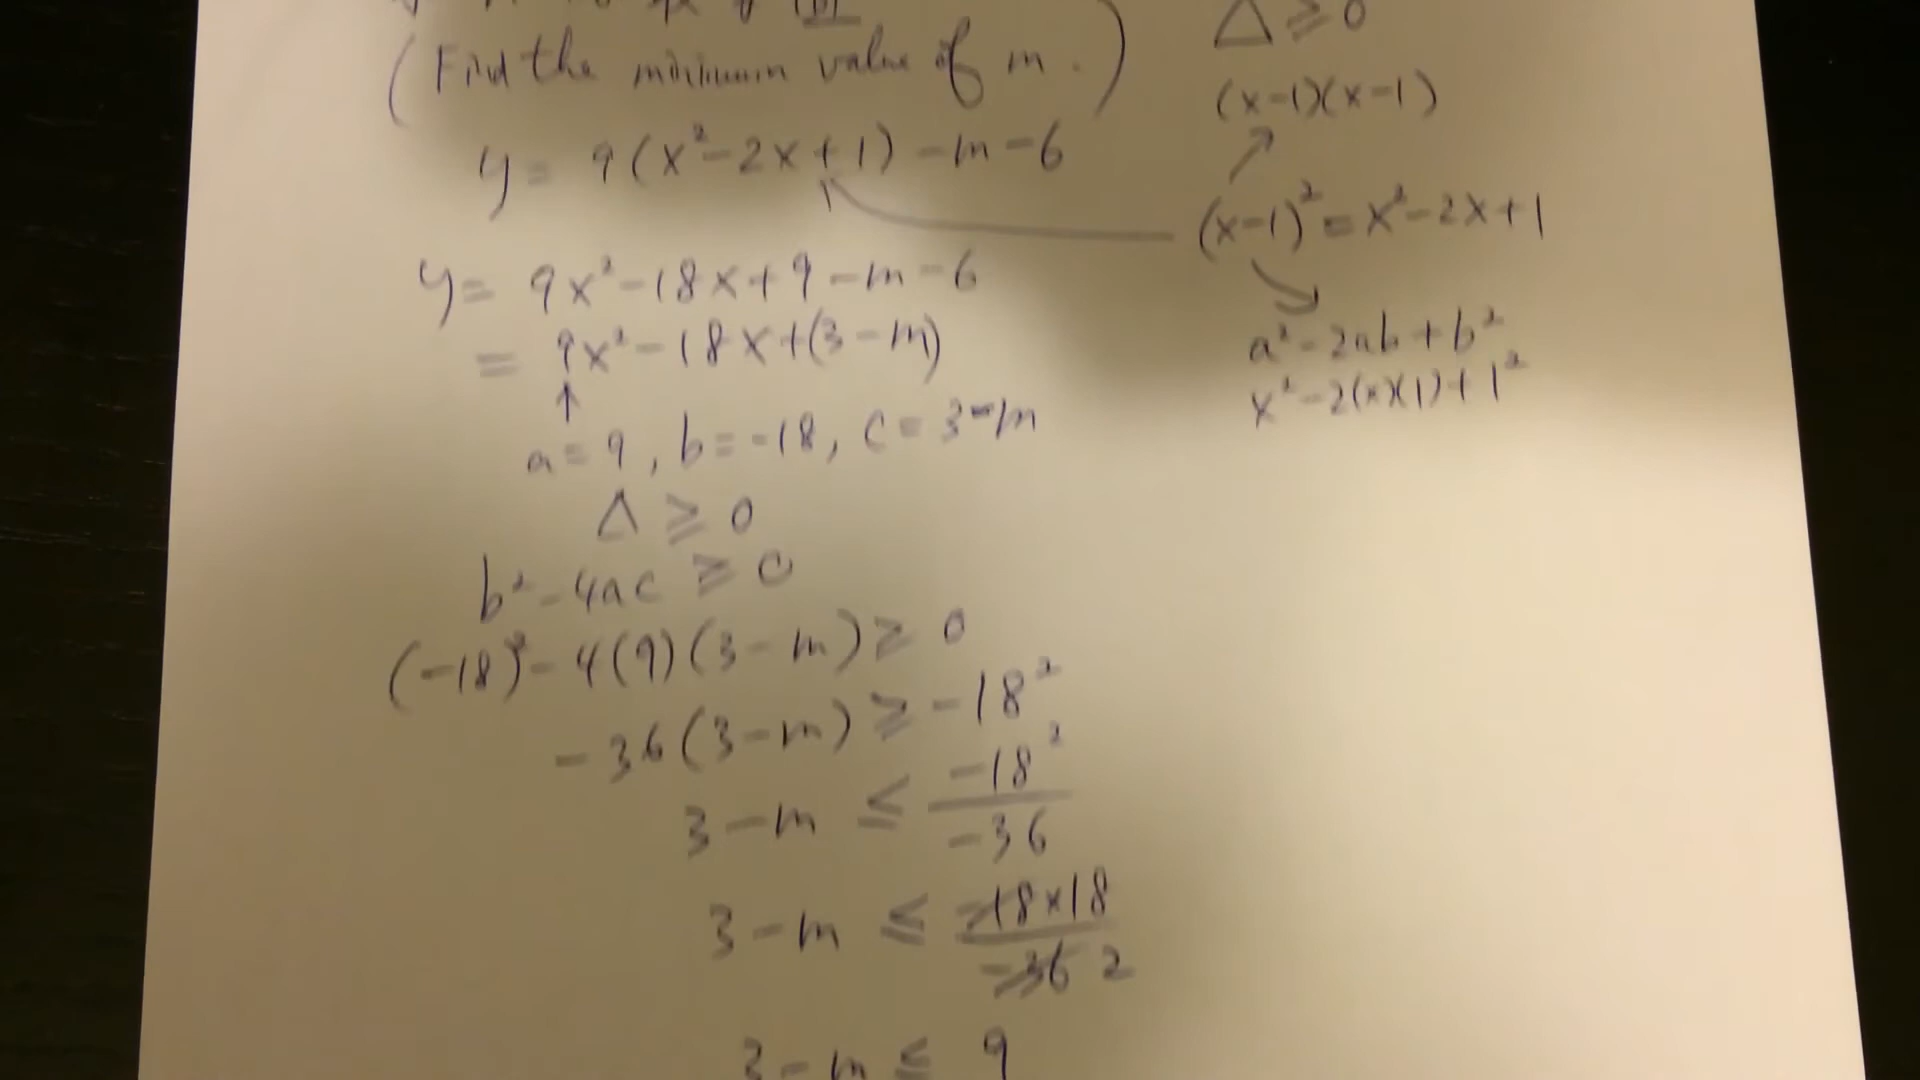 (Find the minimum value of m.)
y = 9(x²-2x+1) -m-6
y = 9x²-18x+9-m-6
= 9x²-18x+(3-m)
↑
a=9, b=-18, c=3-m
Δ ≥ 0
b²-4ac ≥ 0
(-18)²-4(9)(3-m) ≥ 0
-36(3-m) ≥ -18²
3-m ≤ -18²/-36
3-m ≤ -18×18/-36 2
3-m ≤ 9
Δ ≥ 0
(x-1)(x-1)
(x-1)² = x²-2x+1
a²-2ab+b²
x²-2(x)(1)+1²